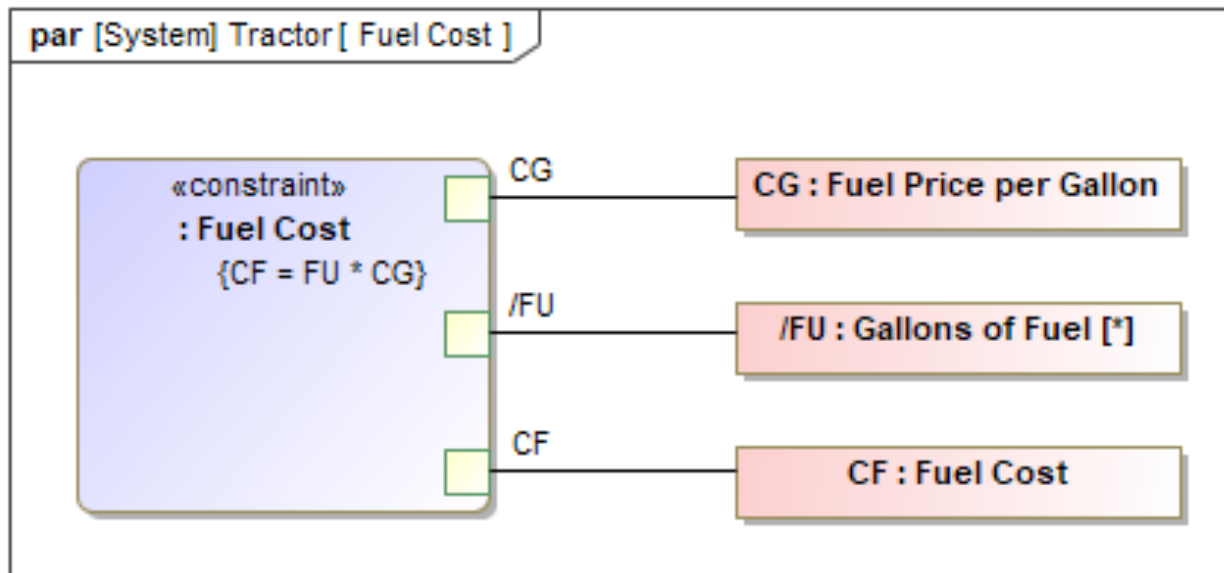 par [System] Tractor [ Fuel Cost ]
«constraint»
: Fuel Cost
{CF = FU * CG}
CG
CG : Fuel Price per Gallon
/FU
/FU : Gallons of Fuel [*]
CF
CF : Fuel Cost